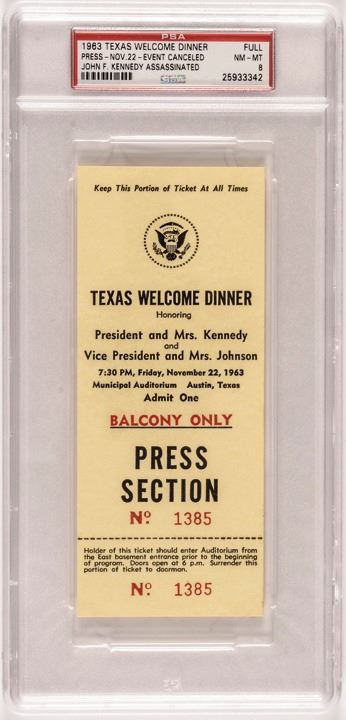 PSA
1963 TEXAS WELCOME DINNER FULL
PRESS - NOV.22 - EVENT CANCELED NM-MT
JOHN F. KENNEDY ASSASSINATED 8
25933342
Keep This Portion of Ticket At All Times
TEXAS WELCOME DINNER
Honoring
President and Mrs. Kennedy
and
Vice President and Mrs. Johnson
7:30 PM, Friday, November 22, 1963
Municipal Auditorium Austin, Texas
Admit One
BALCONY ONLY
PRESS
SECTION
No. 1385
Holder of this ticket should enter Auditorium from
the East basement entrance prior to the beginning
of program. Doors open at 6 p.m. Surrender this
portion of ticket to doorman.
No. 1385